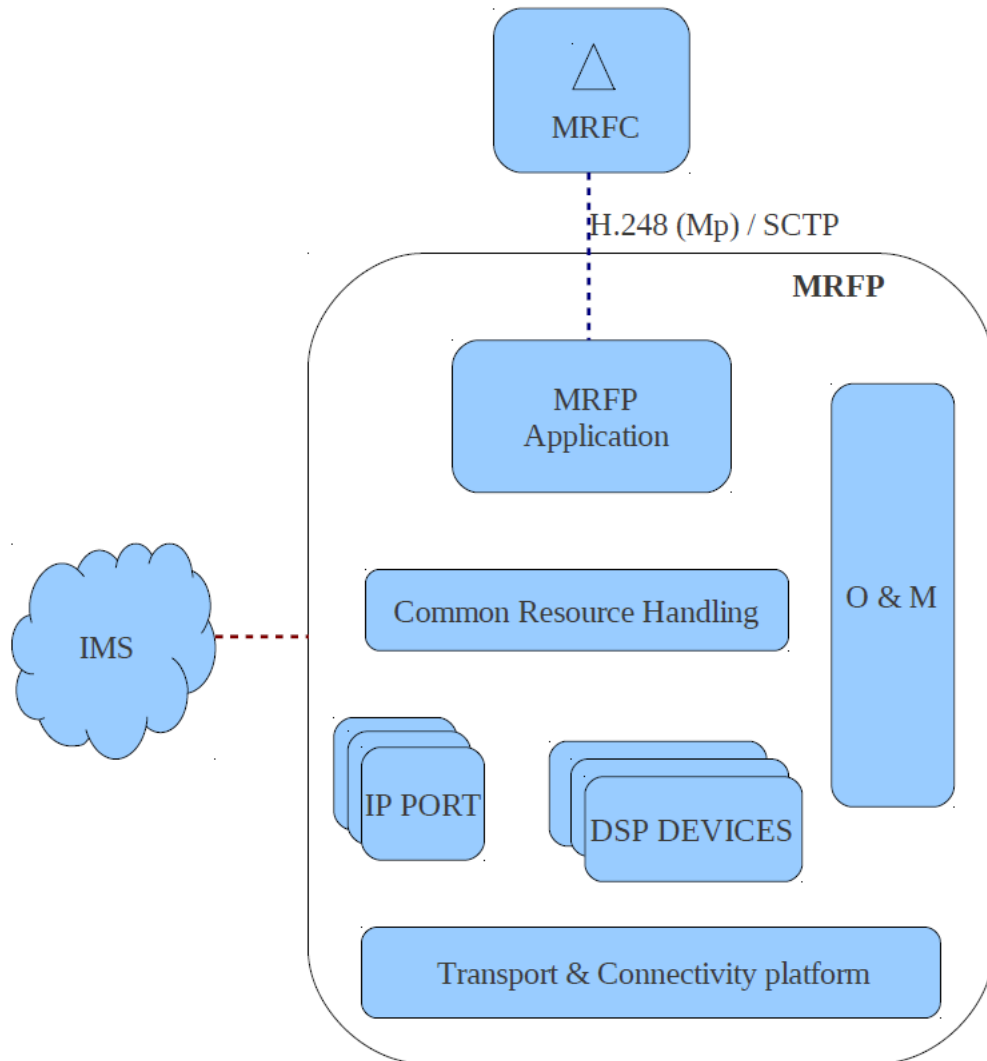 MRFC
H.248 (Mp) / SCTP
MRFP
MRFP
Application
O & M
Common Resource Handling
IMS
IP PORT
DSP DEVICES
Transport & Connectivity platform